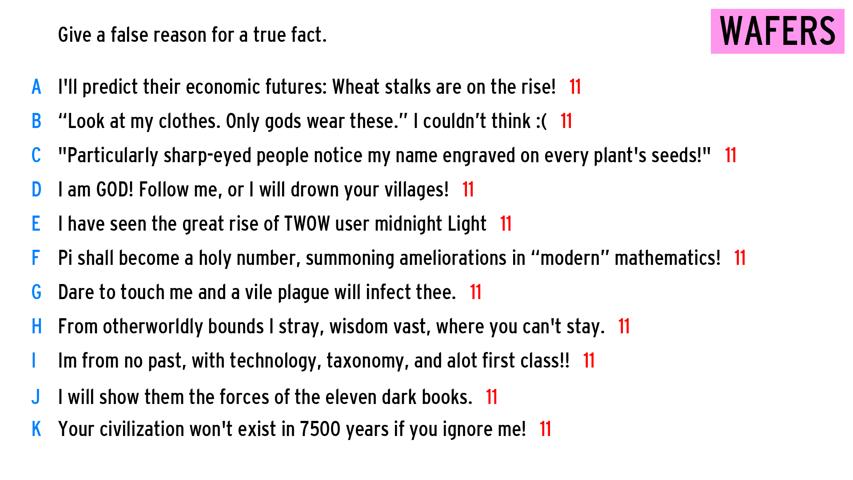 Give a false reason for a true fact.
WAFERS
A I'll predict their economic futures: Wheat stalks are on the rise! 11
B “Look at my clothes. Only gods wear these.” I couldn’t think :( 11
C "Particularly sharp-eyed people notice my name engraved on every plant's seeds!" 11
D I am GOD! Follow me, or I will drown your villages! 11
E I have seen the great rise of TWOW user midnight Light 11
F Pi shall become a holy number, summoning ameliorations in “modern” mathematics! 11
G Dare to touch me and a vile plague will infect thee. 11
H From otherworldly bounds I stray, wisdom vast, where you can't stay. 11
I Im from no past, with technology, taxonomy, and alot first class!! 11
J I will show them the forces of the eleven dark books. 11
K Your civilization won't exist in 7500 years if you ignore me! 11